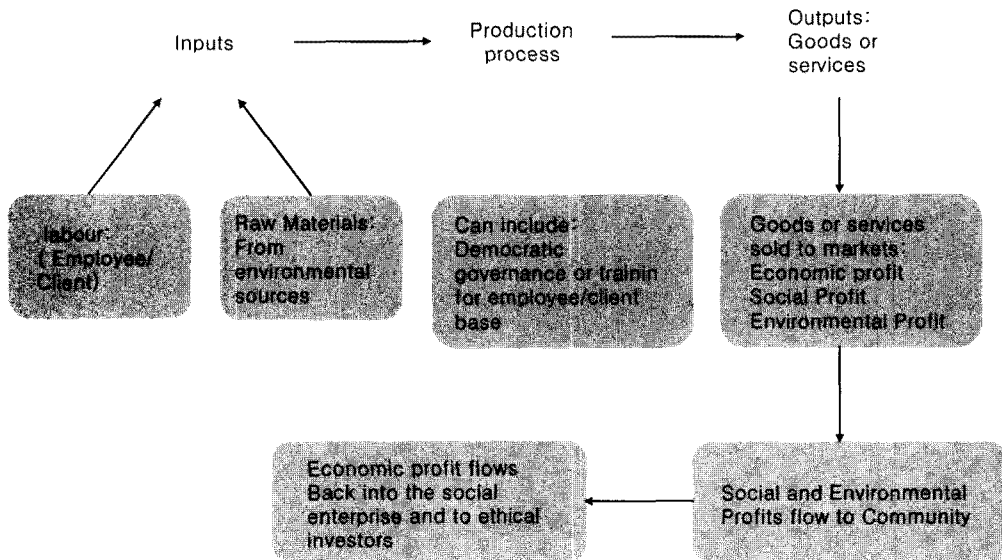 Inputs
Production
process
Outputs:
Goods or
services
labour:
( Employee/
Client)
Raw Materials:
From
environmental
sources
Can include:
Democratic
governance or trainin
for employee/client
base
Goods or services
sold to markets:
Economic profit
Social Profit
Environmental Profit
Economic profit flows
Back into the social
enterprise and to ethical
investors
Social and Environmental
Profits flow to Community